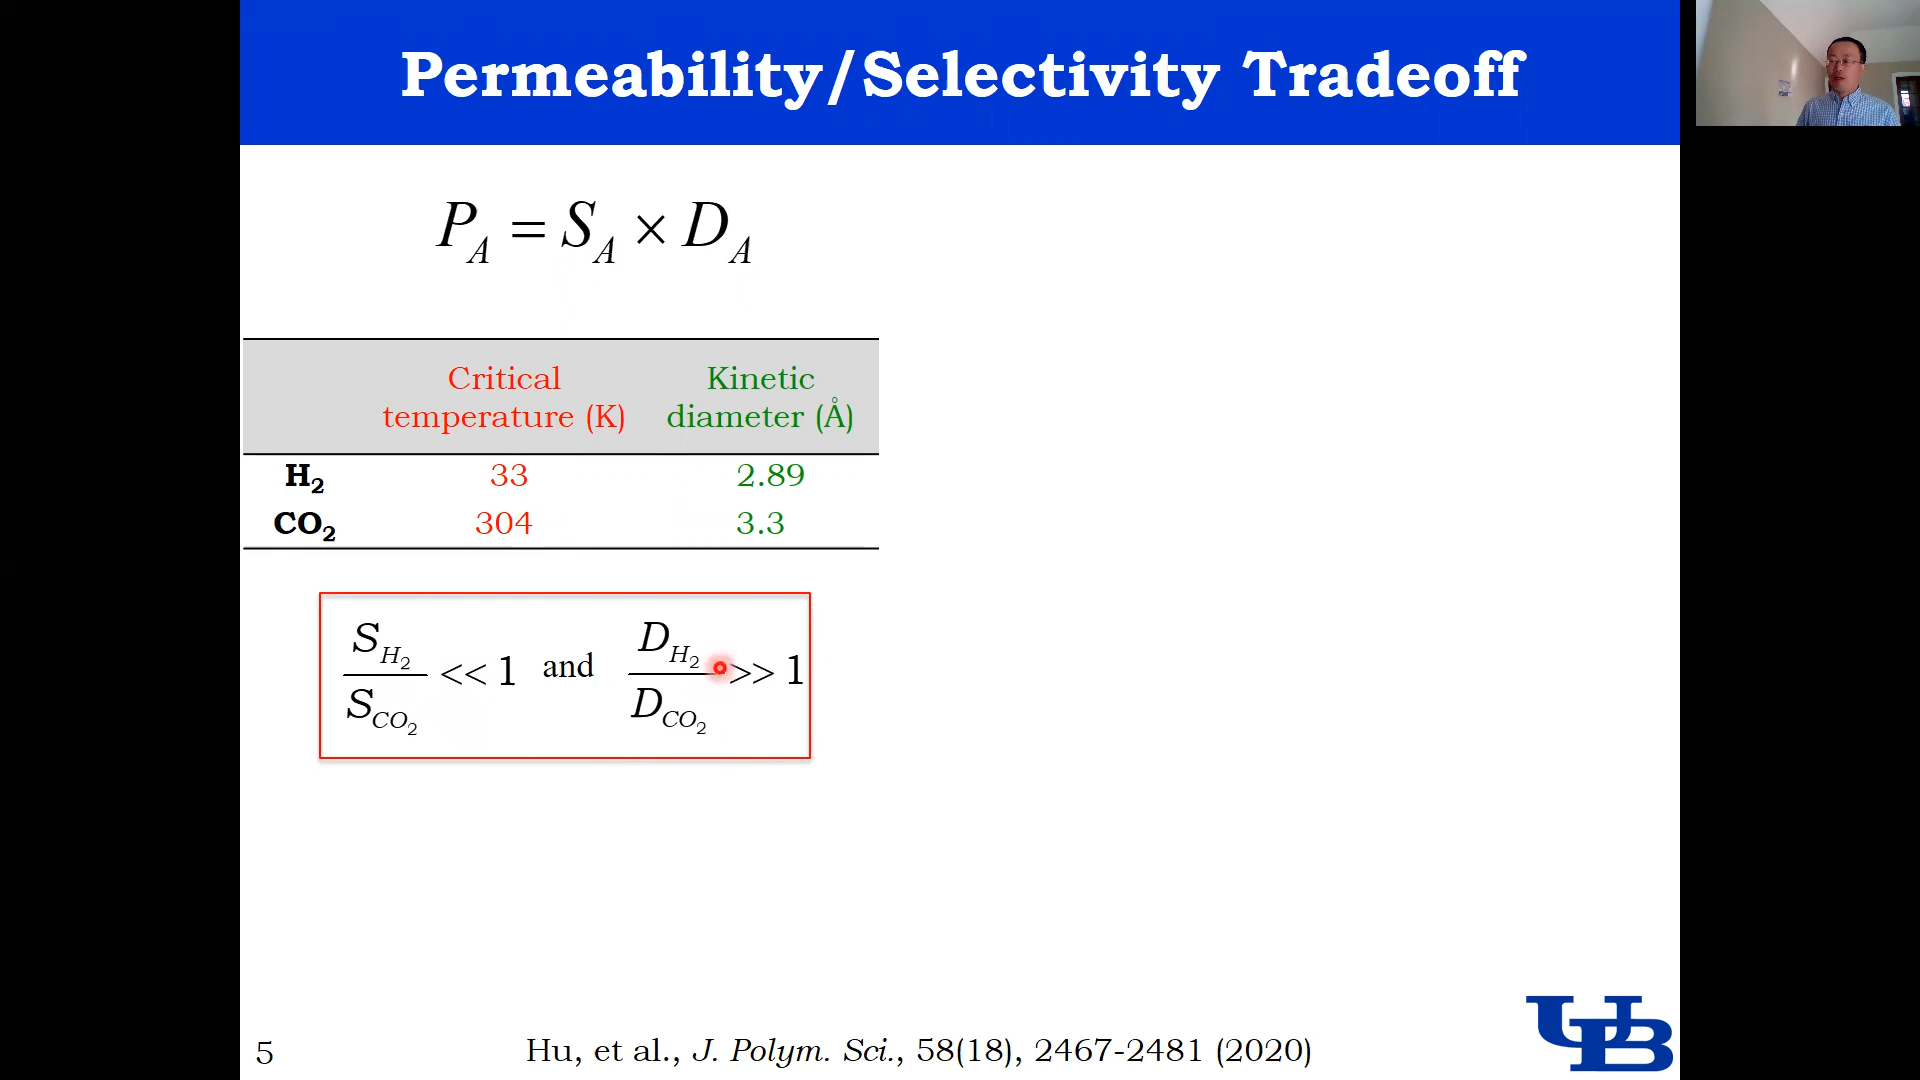 Permeability/Selectivity Tradeoff
P_A = S_A × D_A
Critical temperature (K)
Kinetic diameter (Å)
H₂ 33 2.89
CO₂ 304 3.3
S_H₂ / S_CO₂ << 1 and D_H₂ / D_CO₂ >> 1
5
Hu, et al., J. Polym. Sci., 58(18), 2467-2481 (2020)
UB